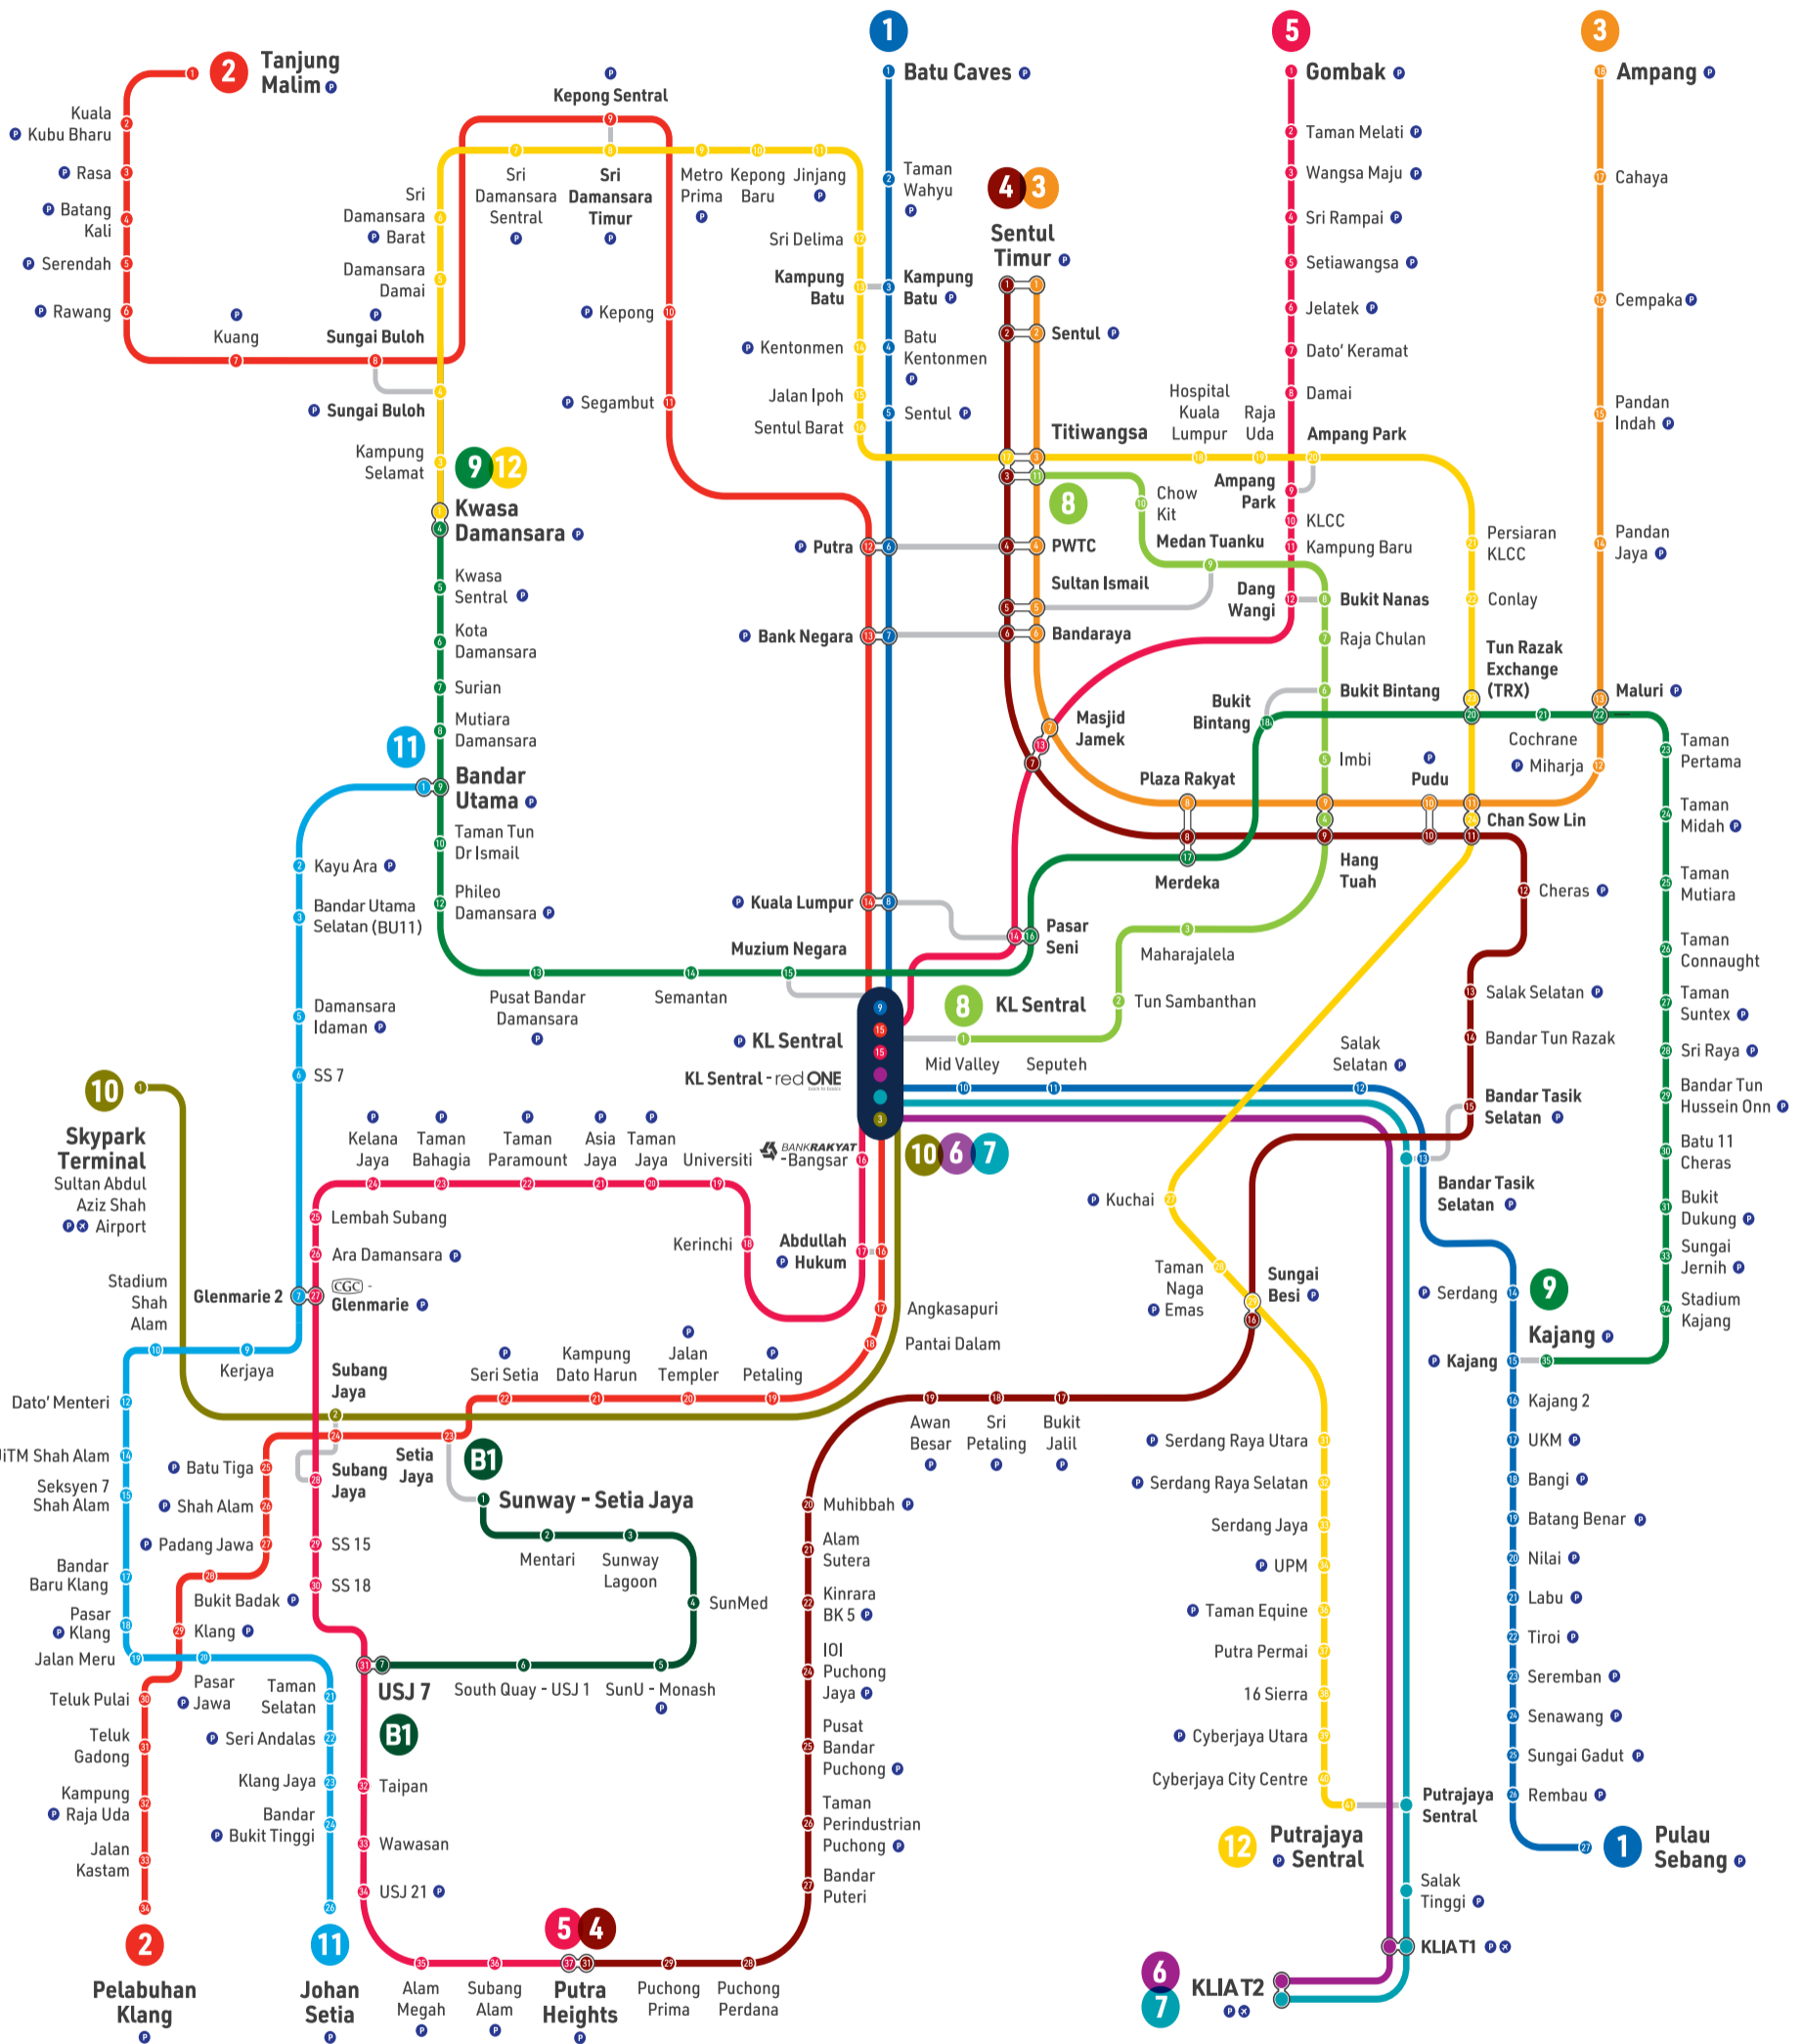 1
5
3
2
Tanjung
Malim
Batu Caves
Gombak
Ampang
Kuala
Kubu Bharu
Rasa
Batang
Kali
Serendah
Rawang
Kuang
Sungai Buloh
Kepong Sentral
Sri
Damansara
Barat
Damansara
Damai
Sri
Damansara
Sentral
Sri
Damansara
Timur
Metro
Prima
Kepong
Baru
Jinjang
Sungai Buloh
Kampung
Selamat
Kepong
Segambut
Sri Delima
Kampung
Batu
Kentonmen
Jalan Ipoh
Sentul Barat
Taman
Wahyu
Kampung
Batu
Batu
Kentonmen
Sentul
4 3
Sentul
Timur
Sentul
Titiwangsa
8
PWTC
Sultan Ismail
Bandaraya
Chow
Kit
Medan Tuanku
Hospital
Kuala
Lumpur
Raja
Uda
Ampang Park
Taman Melati
Wangsa Maju
Sri Rampai
Setiawangsa
Jelatek
Dato' Keramat
Damai
Ampang
Park
KLCC
Kampung Baru
Dang
Wangi
Bukit Nanas
Raja Chulan
Bukit Bintang
Bukit
Bintang
Imbi
Persiaran
KLCC
Conlay
Tun Razak
Exchange
(TRX)
Cahaya
Cempaka
Pandan
Indah
Pandan
Jaya
Maluri
Cochrane
Miharja
Pudu
Plaza Rakyat
Chan Sow Lin
Masjid
Jamek
Merdeka
Hang
Tuah
9 12
Kwasa
Damansara
Kwasa
Sentral
Kota
Damansara
Surian
Mutiara
Damansara
11
Bandar
Utama
Taman Tun
Dr Ismail
Phileo
Damansara
Pusat Bandar
Damansara
Semantan
Muzium Negara
Putra
Bank Negara
Kuala Lumpur
Pasar
Seni
Maharajalela
Tun Sambanthan
8 KL Sentral
KL Sentral
KL Sentral - redONE
BANKRAKYAT
-Bangsar
10 6 7
Mid Valley
Seputeh
Salak
Selatan
Cheras
Salak Selatan
Bandar Tun Razak
Bandar Tasik
Selatan
Bandar Tasik
Selatan
Taman
Pertama
Taman
Midah
Taman
Mutiara
Taman
Connaught
Taman
Suntex
Sri Raya
Bandar Tun
Hussein Onn
Batu 11
Cheras
Bukit
Dukung
Sungai
Jernih
Stadium
Kajang
9
Kajang
Kajang
Serdang
Kajang 2
UKM
Bangi
Batang Benar
Nilai
Labu
Tiroi
Seremban
Senawang
Sungai Gadut
Rembau
1
Pulau
Sebang
Kayu Ara
Bandar Utama
Selatan (BU11)
Damansara
Idaman
SS 7
10
Skypark
Terminal
Sultan Abdul
Aziz Shah
Airport
Kelana
Jaya
Taman
Bahagia
Taman
Paramount
Asia
Jaya
Taman
Jaya
Universiti
Lembah Subang
Ara Damansara
Glenmarie 2
CGC -
Glenmarie
Kerinchi
Abdullah
Hukum
Angkasapuri
Pantai Dalam
Stadium
Shah
Alam
Kerjaya
Subang
Jaya
Seri Setia
Kampung
Dato Harun
Jalan
Templer
Petaling
Dato' Menteri
iTM Shah Alam
Seksyen 7
Shah Alam
Bandar
Baru Klang
Pasar
Klang
Jalan Meru
Batu Tiga
Shah Alam
Padang Jawa
Bukit Badak
Klang
Teluk Pulai
Teluk
Gadong
Kampung
Raja Uda
Jalan
Kastam
2
Pelabuhan
Klang
Pasar
Jawa
Taman
Selatan
Seri Andalas
Klang Jaya
Bandar
Bukit Tinggi
11
Johan
Setia
Setia
Jaya
Subang
Jaya
SS 15
SS 18
B1
Sunway - Setia Jaya
Mentari
Sunway
Lagoon
SunMed
SunU - Monash
South Quay - USJ 1
USJ 7
B1
Taipan
Wawasan
USJ 21
Alam
Megah
Subang
Alam
5 4
Putra
Heights
Puchong
Prima
Puchong
Perdana
Bandar
Puteri
Taman
Perindustrian
Puchong
Pusat
Bandar
Puchong
IOI
Puchong
Jaya
Kinrara
BK 5
Alam
Sutera
Muhibbah
Awan
Besar
Sri
Petaling
Bukit
Jalil
Kuchai
Taman
Naga
Emas
Sungai
Besi
Serdang Raya Utara
Serdang Raya Selatan
Serdang Jaya
UPM
Taman Equine
Putra Permai
16 Sierra
Cyberjaya Utara
Cyberjaya City Centre
12
Putrajaya
Sentral
Putrajaya
Sentral
Salak
Tinggi
KLIA T1
6
7
KLIA T2